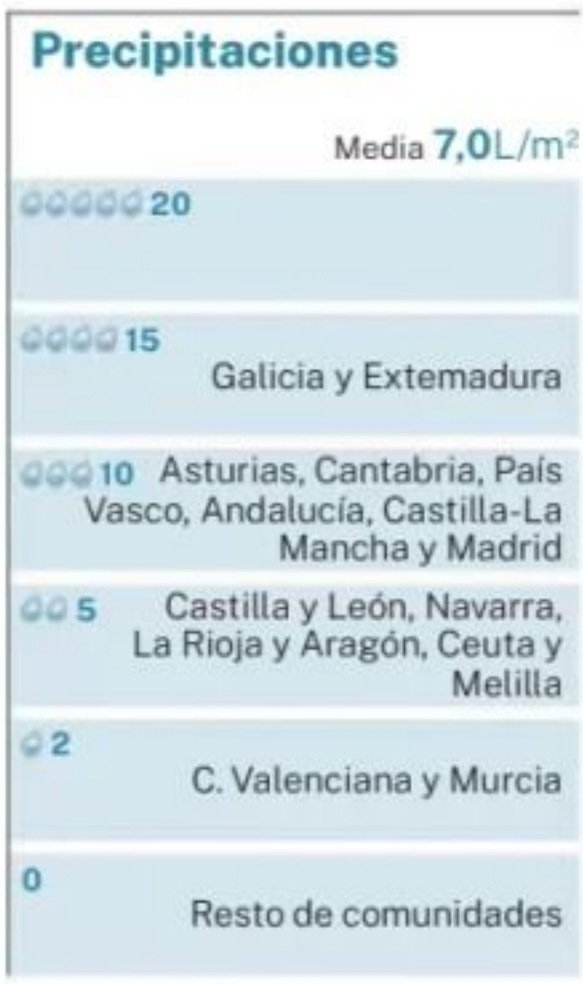 Precipitaciones
Media 7,0L/m²
20
15
Galicia y Extemadura
10 Asturias, Cantabria, País
Vasco, Andalucía, Castilla-La
Mancha y Madrid
5 Castilla y León, Navarra,
La Rioja y Aragón, Ceuta y
Melilla
2
C. Valenciana y Murcia
0
Resto de comunidades